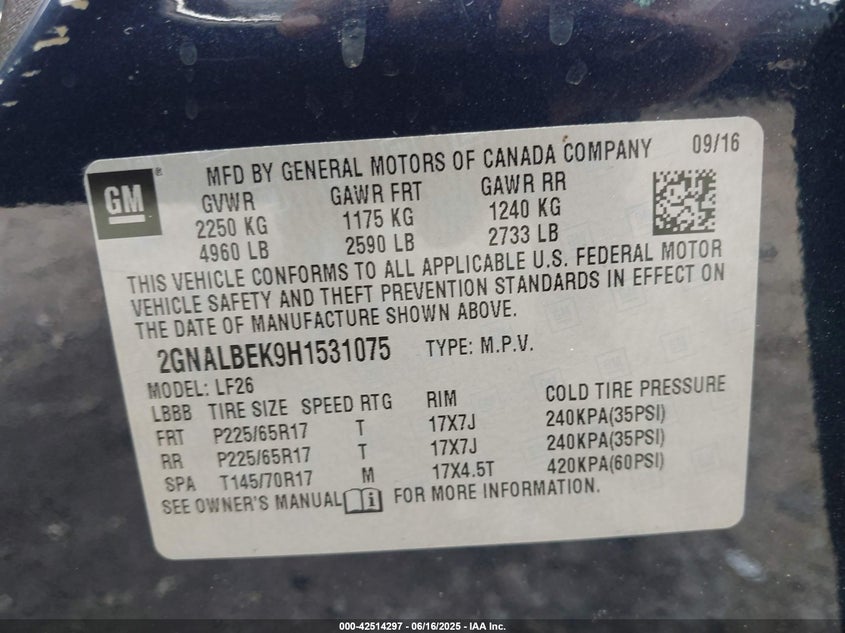 MFD BY GENERAL MOTORS OF CANADA COMPANY 09/16
GM®
GVWR GAWR FRT GAWR RR
2250 KG 1175 KG 1240 KG
4960 LB 2590 LB 2733 LB
THIS VEHICLE CONFORMS TO ALL APPLICABLE U.S. FEDERAL MOTOR
VEHICLE SAFETY AND THEFT PREVENTION STANDARDS IN EFFECT ON
THE DATE OF MANUFACTURE SHOWN ABOVE.
2GNALBEK9H1531075 TYPE: M.P.V.
MODEL: LF26
LBBB TIRE SIZE SPEED RTG RIM COLD TIRE PRESSURE
FRT P225/65R17 T 17X7J 240KPA(35PSI)
RR P225/65R17 T 17X7J 240KPA(35PSI)
SPA T145/70R17 M 17X4.5T 420KPA(60PSI)
SEE OWNER'S MANUAL i FOR MORE INFORMATION.
000-42514297 - 06/16/2025 - IAA Inc.